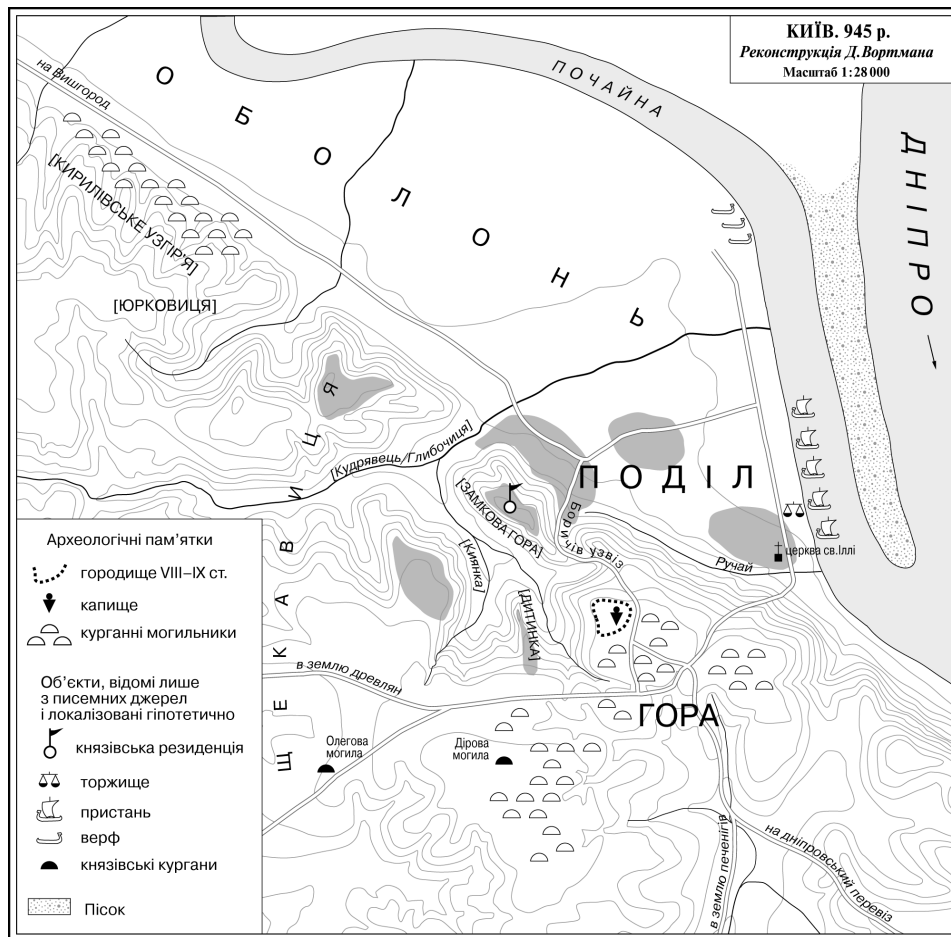 КИЇВ. 945 р.
Реконструкція Д.Вортмана
Масштаб 1:28 000
на Вишгород
ОБОЛОНЬ
ПОЧАЙНА
ДНІПРО
[КИРИЛІВСЬКЕ УЗГІР'Я]
[ЮРКОВИЦЯ]
ЩЕКАВИЦЯ
[Кудрявець/Глибочиця]
ПОДІЛ
[ЗАМКОВА ГОРА]
Боричів узвіз
Ручай
церква св.Іллі
[Киянка]
[ДИТИНКА]
в землю древлян
ГОРА
Олегова
могила
Дірова
могила
на дніпровський перевіз
в землю печенігів
Археологічні пам’ятки
городище VIII–IX ст.
капище
курганні могильники
Об’єкти, відомі лише
з писемних джерел
і локалізовані гіпотетично
князівська резиденція
торжище
пристань
верф
князівські кургани
Пісок